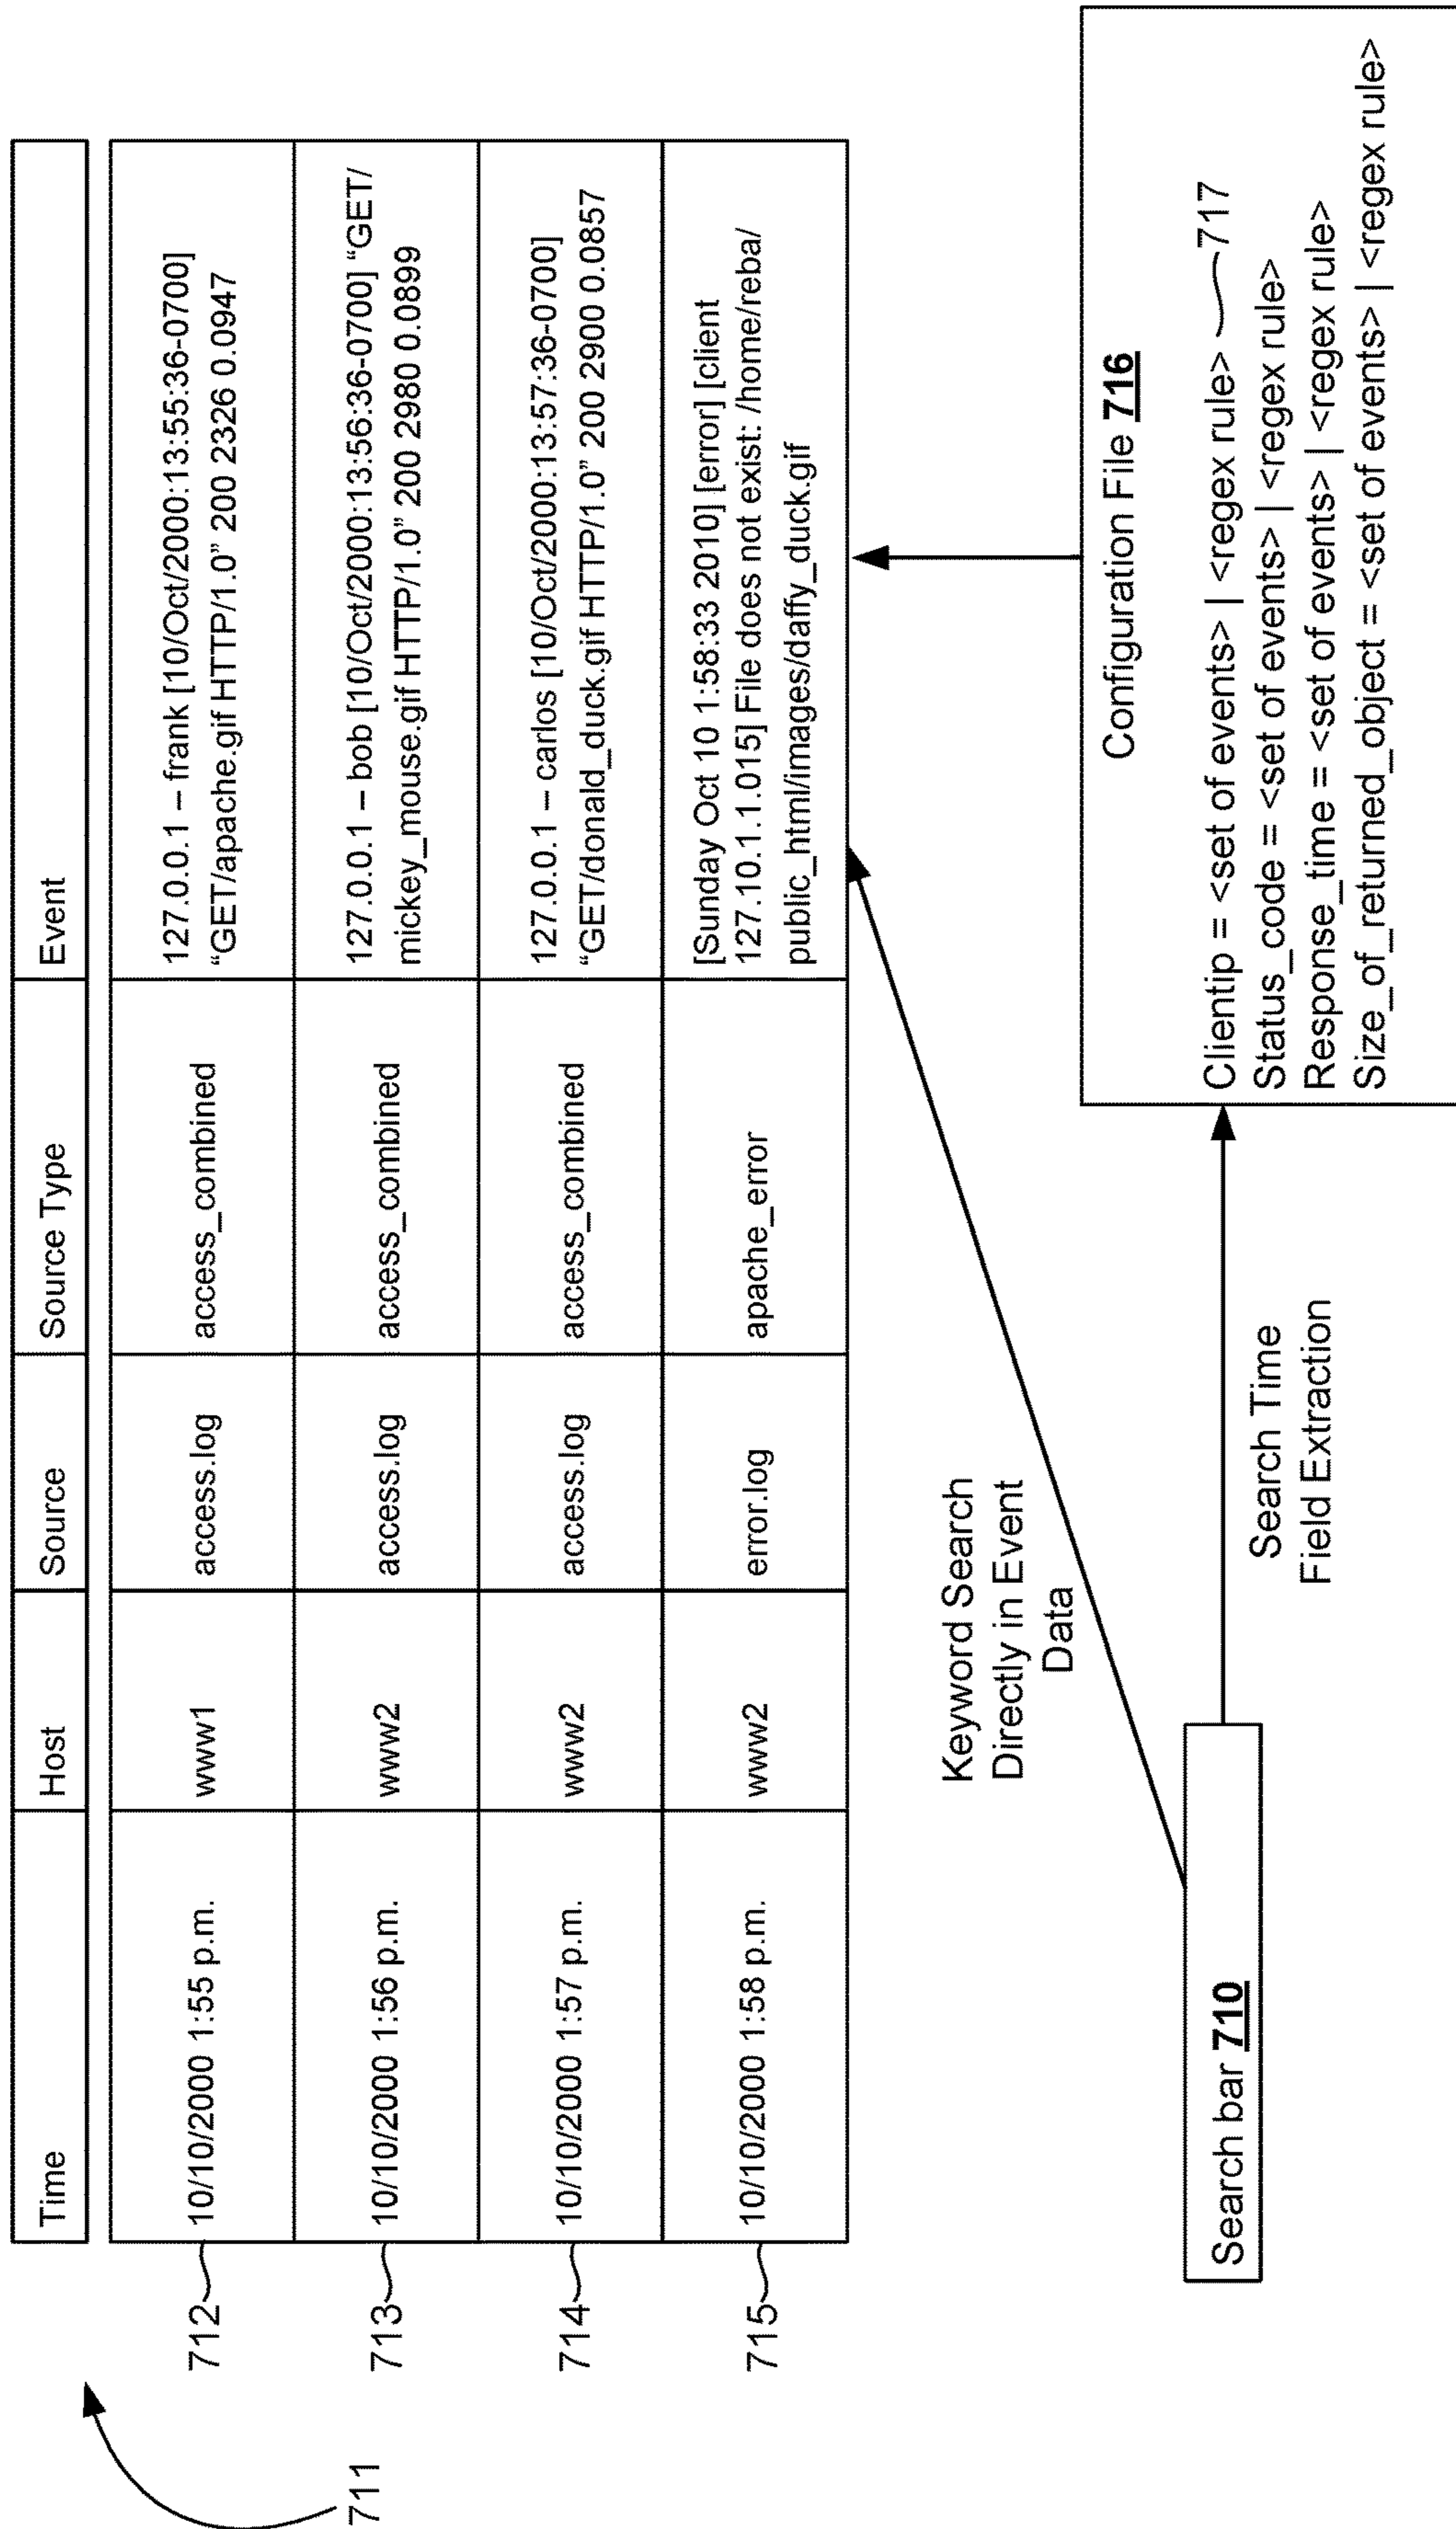 711
Time Host Source Source Type Event
712 10/10/2000 1:55 p.m. www1 access.log access_combined 127.0.0.1 – frank [10/Oct/2000:13:55:36-0700]
“GET/apache.gif HTTP/1.0” 200 2326 0.0947
713 10/10/2000 1:56 p.m. www2 access.log access_combined 127.0.0.1 – bob [10/Oct/2000:13:56:36-0700] “GET/
mickey_mouse.gif HTTP/1.0” 200 2980 0.0899
714 10/10/2000 1:57 p.m. www2 access.log access_combined 127.0.0.1 – carlos [10/Oct/2000:13:57:36-0700]
“GET/donald_duck.gif HTTP/1.0” 200 2900 0.0857
715 10/10/2000 1:58 p.m. www2 error.log apache_error [Sunday Oct 10 1:58:33 2010] [error] [client
127.10.1.1.015] File does not exist: /home/reba/
public_html/images/daffy_duck.gif
Keyword Search
Directly in Event
Data
Search bar 710
Search Time
Field Extraction
Configuration File 716
Clientip = <set of events> | <regex rule> 717
Status_code = <set of events> | <regex rule>
Response_time = <set of events> | <regex rule>
Size_of_returned_object = <set of events> | <regex rule>